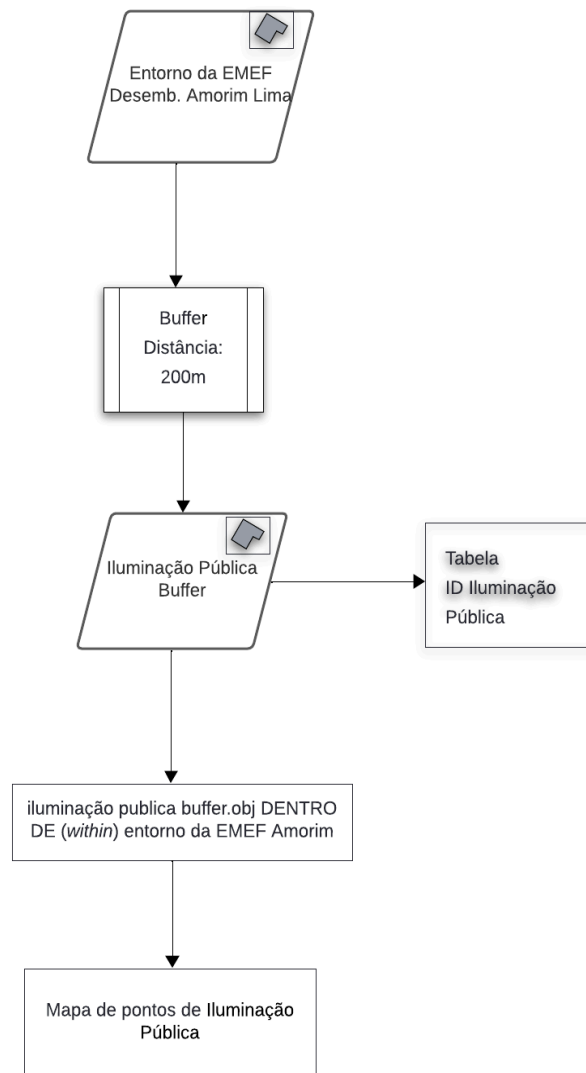 Entorno da EMEF
Desemb. Amorim Lima
Buffer
Distância:
200m
Iluminação Pública
Buffer
Tabela
ID Iluminação
Pública
iluminação publica buffer.obj DENTRO
DE (within) entorno da EMEF Amorim
Mapa de pontos de Iluminação
Pública